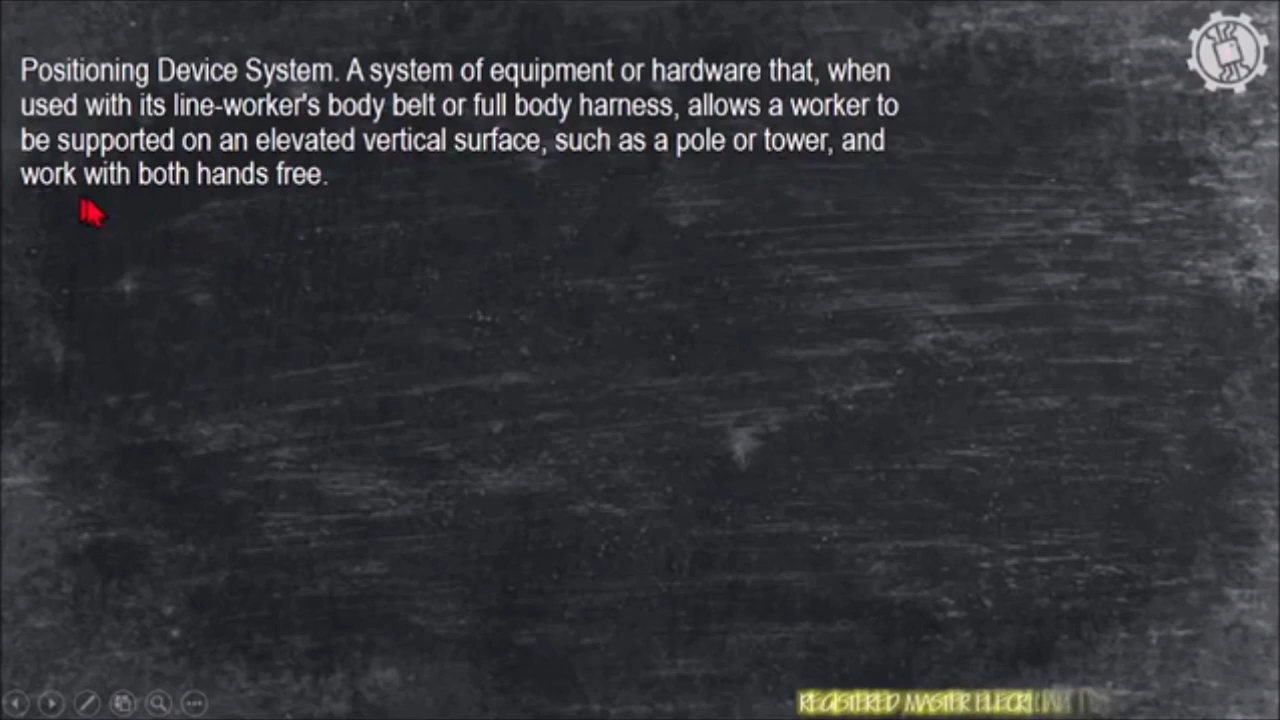 Positioning Device System. A system of equipment or hardware that, when
used with its line-worker's body belt or full body harness, allows a worker to
be supported on an elevated vertical surface, such as a pole or tower, and
work with both hands free.
REGISTERED MASTER